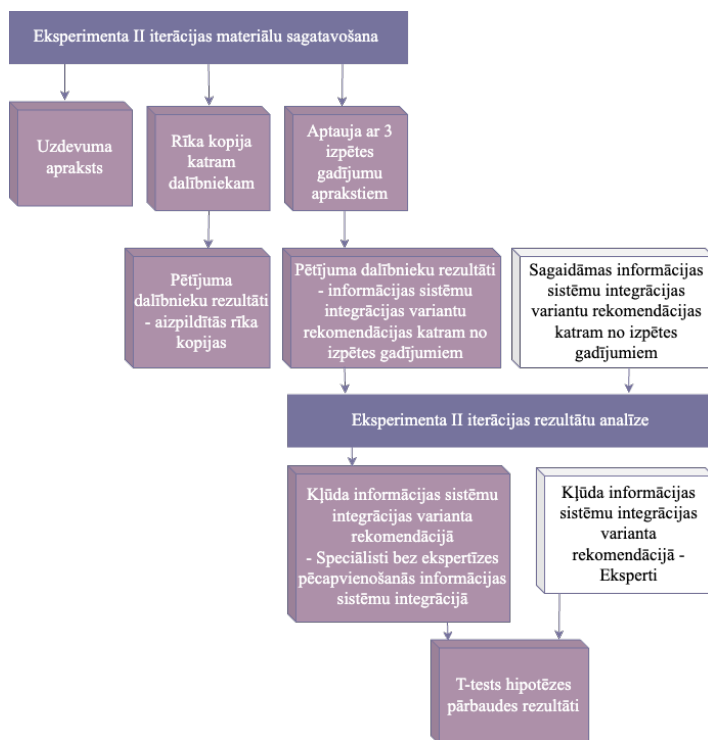 Eksperimenta II iterācijas materiālu sagatavošana
Uzdevuma
apraksts
Rīka kopija
katram
dalībniekam
Aptauja ar 3
izpētes
gadījumu
aprakstiem
Pētījuma
dalībnieku rezultāti
- aizpildītās rīka
kopijas
Pētījuma dalībnieku rezultāti
- informācijas sistēmu
integrācijas variantu
rekomendācijas katram no
izpētes gadījumiem
Sagaidāmas informācijas
sistēmu integrācijas
variantu rekomendācijas
katram no izpētes
gadījumiem
Eksperimenta II iterācijas rezultātu analīze
Kļūda informācijas sistēmu
integrācijas varianta
rekomendācijā
- Speciālisti bez ekspertīzes
pēcapvienošanās informācijas
sistēmu integrācijā
Kļūda informācijas
sistēmu integrācijas
varianta
rekomendācijā -
Eksperti
T-tests hipotēzes
pārbaudes rezultāti